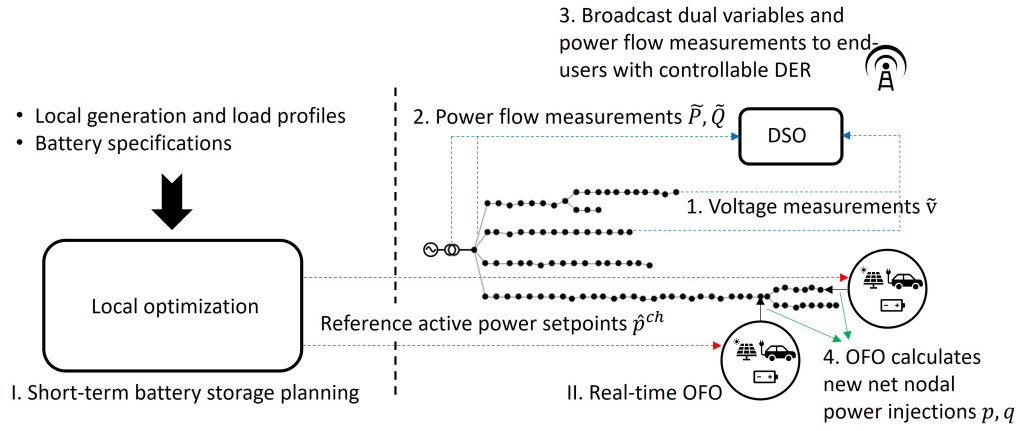 3. Broadcast dual variables and
power flow measurements to end-
users with controllable DER
• Local generation and load profiles
• Battery specifications
2. Power flow measurements P̃, Q̃
DSO
1. Voltage measurements ṽ
Local optimization
Reference active power setpoints p̂ᶜʰ
4. OFO calculates
new net nodal
power injections p, q
I. Short-term battery storage planning
II. Real-time OFO